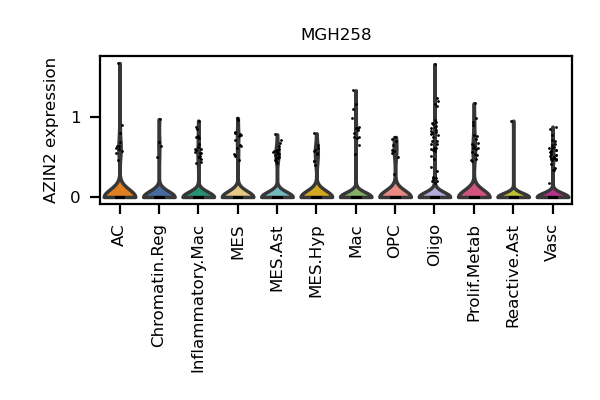 MGH258
AZIN2 expression
1
0
AC
Chromatin.Reg
Inflammatory.Mac
MES
MES.Ast
MES.Hyp
Mac
OPC
Oligo
Prolif.Metab
Reactive.Ast
Vasc